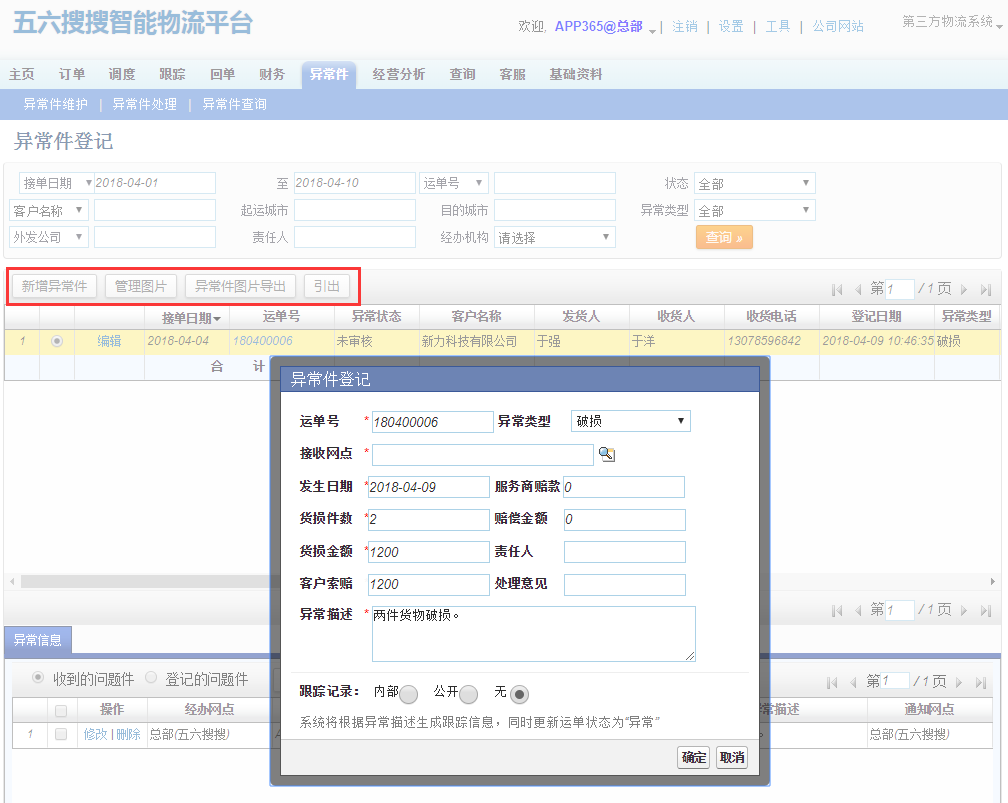 五六搜搜智能物流平台
欢迎, APP365@总部 | 注销 | 设置 | 工具 | 公司网站
第三方物流系统
主页 订单 调度 跟踪 回单 财务 异常件 经营分析 查询 客服 基础资料
异常件维护 | 异常件处理 | 异常件查询
异常件登记
接单日期 2018-04-01 至 2018-04-10 运单号 状态 全部
客户名称 起运城市 目的城市 异常类型 全部
外发公司 责任人 经办机构 请选择 查询 »
新增异常件 管理图片 异常件图片导出 引出 第 1 / 1 页
接单日期 运单号 异常状态 客户名称 发货人 收货人 收货电话 登记日期 异常类型
1 编辑 2018-04-04 180400006 未审核 新力科技有限公司 于强 于洋 13078596842 2018-04-09 10:46:35 破损
合 计
异常件登记
运单号 * 180400006 异常类型 破损
接收网点 *
发生日期 * 2018-04-09 服务商赔款 0
货损件数 * 2 赔偿金额 0
货损金额 * 1200 责任人
客户索赔 1200 处理意见
异常描述 * 两件货物破损。
跟踪记录： 内部 公开 无
系统将根据异常描述生成跟踪信息，同时更新运单状态为“异常”
确定 取消
第 1 / 1 页
异常信息
收到的问题件 登记的问题件
第 1 / 1 页
操作 经办网点 常描述 通知网点
1 修改 | 删除 总部(五六搜搜) 总部(五六搜搜)